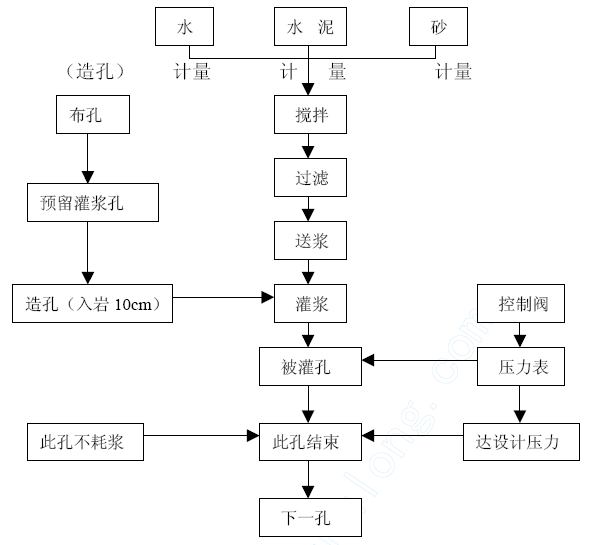 水 水 泥 砂
（造孔） 计量 计 量 计量
布孔 搅拌
过滤
预留灌浆孔
送浆
造孔（入岩 10cm） 灌浆 控制阀
被灌孔 压力表
此孔不耗浆 此孔结束 达设计压力
下一孔
long. com